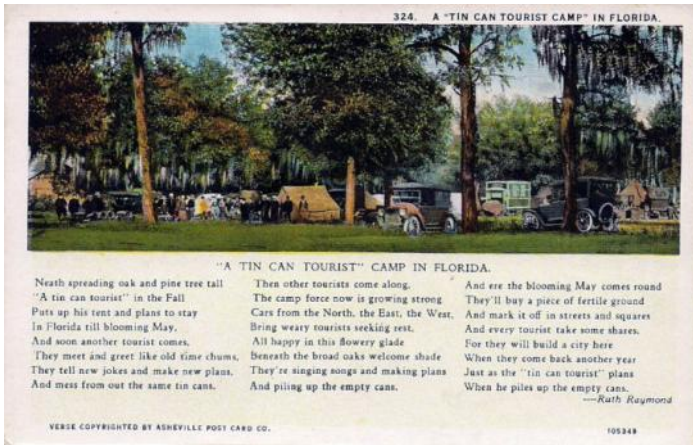 324. A "TIN CAN TOURIST CAMP" IN FLORIDA.
"A TIN CAN TOURIST" CAMP IN FLORIDA.
Neath spreading oak and pine tree tall
"A tin can tourist" in the Fall
Puts up his tent and plans to stay
In Florida till blooming May,
And soon another tourist comes,
They meet and greet like old time chums,
They tell new jokes and make new plans,
And mess from out the same tin cans.
Then other tourists come along,
The camp force now is growing strong
Cars from the North, the East, the West,
Bring weary tourists seeking rest,
All happy in this flowery glade
Beneath the broad oaks welcome shade
They're singing songs and making plans
And piling up the empty cans.
And ere the blooming May comes round
They'll buy a piece of fertile ground
And mark it off in streets and squares
And every tourist take some shares,
For they will build a city here
When they come back another year
Just as the "tin can tourist" plans
When he piles up the empty cans.
—Ruth Raymond
VERSE COPYRIGHTED BY ASHEVILLE POST CARD CO.
105349